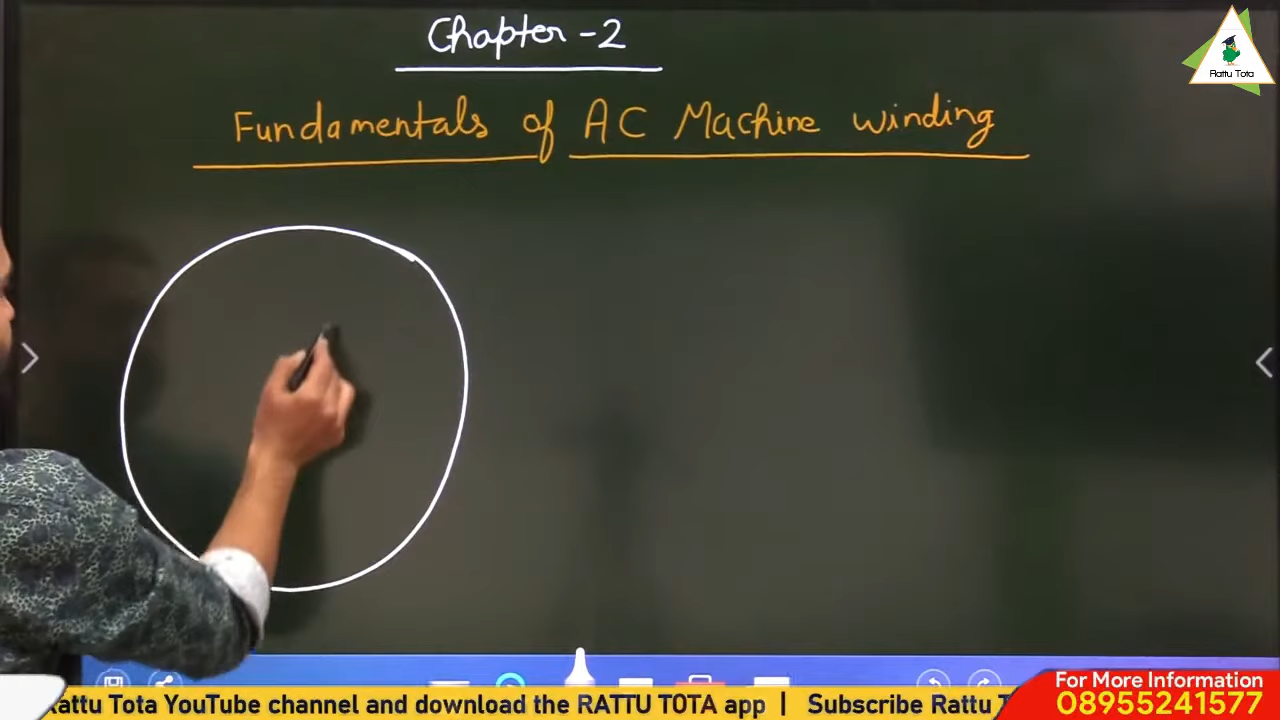 Chapter - 2
Fundamentals of AC Machine winding
Rattu Tota
Rattu Tota YouTube channel and download the RATTU TOTA app | Subscribe Rattu
For More Information
08955241577